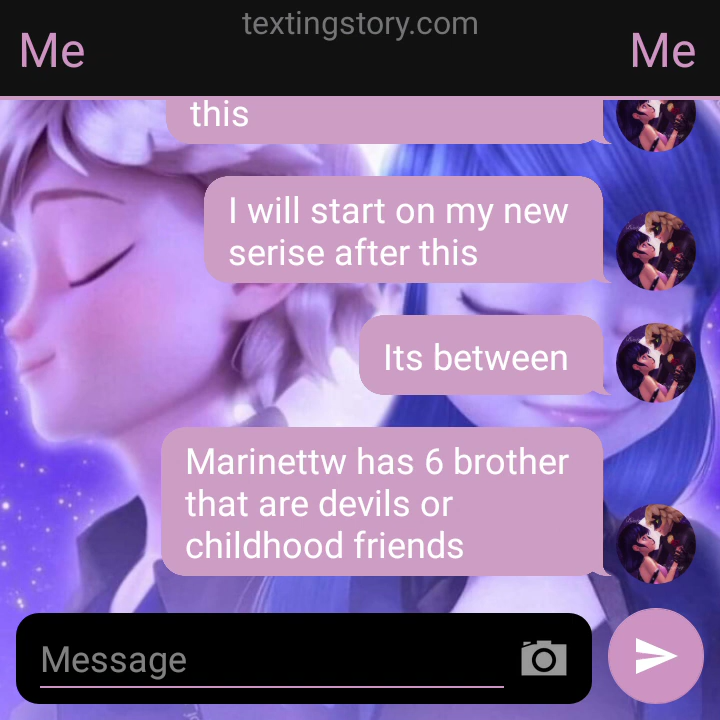 textingstory.com
Me
Me
this
I will start on my new
serise after this
Its between
Marinettw has 6 brother
that are devils or
childhood friends
Message